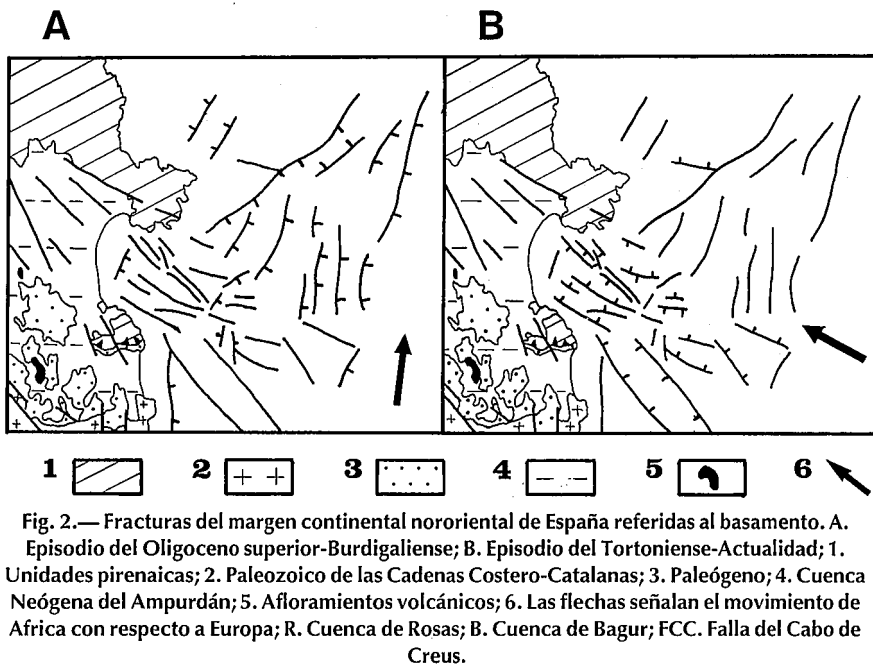 A B
1 2 3 4 5 6
Fig. 2.— Fracturas del margen continental nororiental de España referidas al basamento. A.
Episodio del Oligoceno superior-Burdigaliense; B. Episodio del Tortoniense-Actualidad; 1.
Unidades pirenaicas; 2. Paleozoico de las Cadenas Costero-Catalanas; 3. Paleógeno; 4. Cuenca
Neógena del Ampurdán; 5. Afloramientos volcánicos; 6. Las flechas señalan el movimiento de
Africa con respecto a Europa; R. Cuenca de Rosas; B. Cuenca de Bagur; FCC. Falla del Cabo de
Creus.